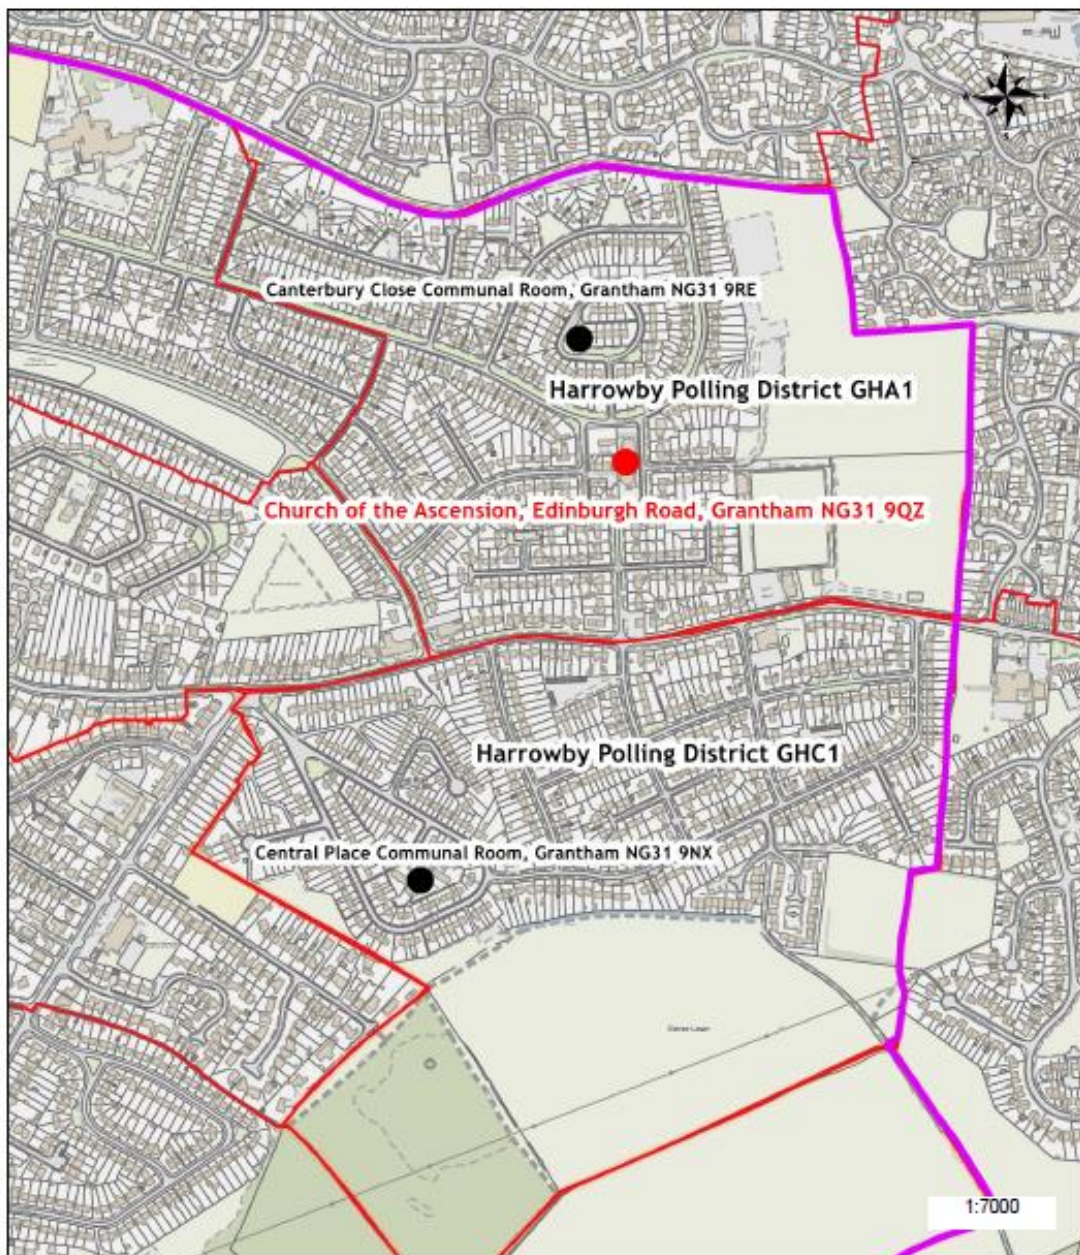 Canterbury Close Communal Room, Grantham NG31 9RE
Harrowby Polling District GHA1
Church of the Ascension, Edinburgh Road, Grantham NG31 9QZ
Harrowby Polling District GHC1
Central Place Communal Room, Grantham NG31 9NX
1:7000